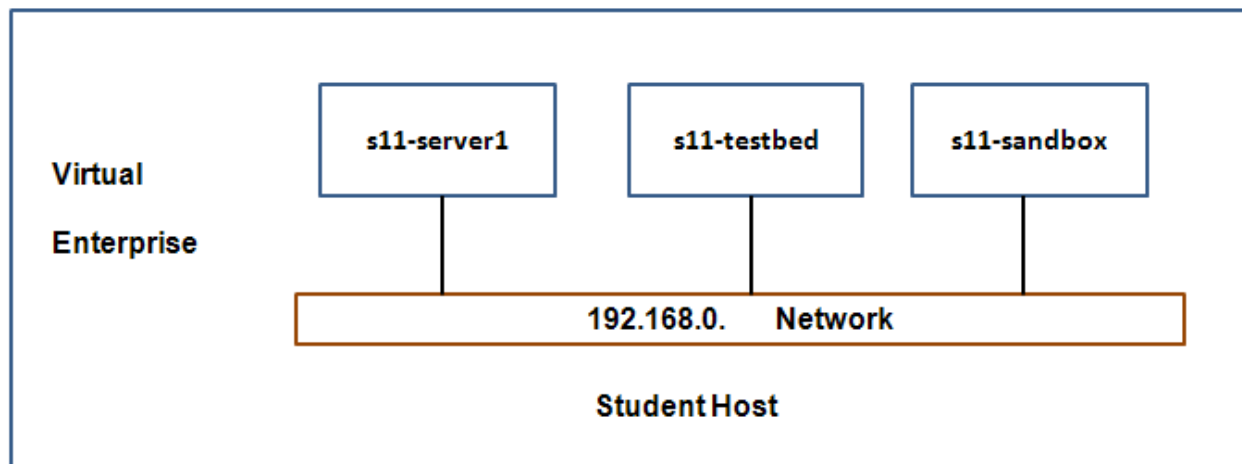 s11-server1 s11-testbed s11-sandbox
Virtual
Enterprise
192.168.0. Network
Student Host